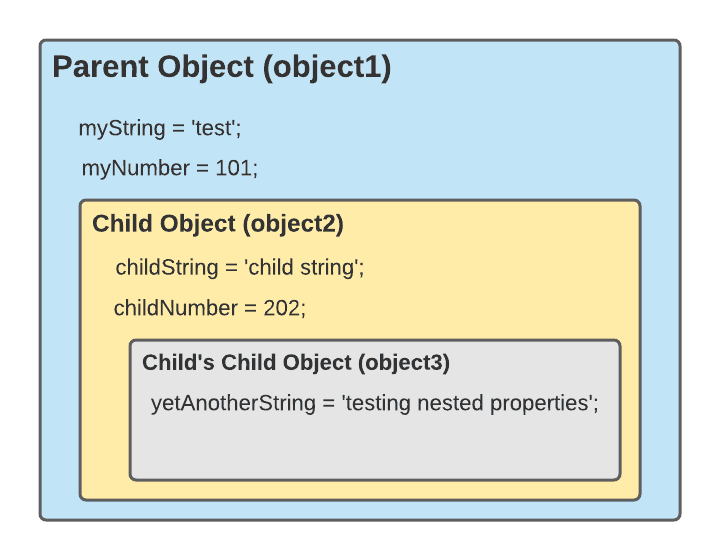 Parent Object (object1)
myString = 'test';
myNumber = 101;
Child Object (object2)
childString = 'child string';
childNumber = 202;
Child's Child Object (object3)
yetAnotherString = 'testing nested properties';